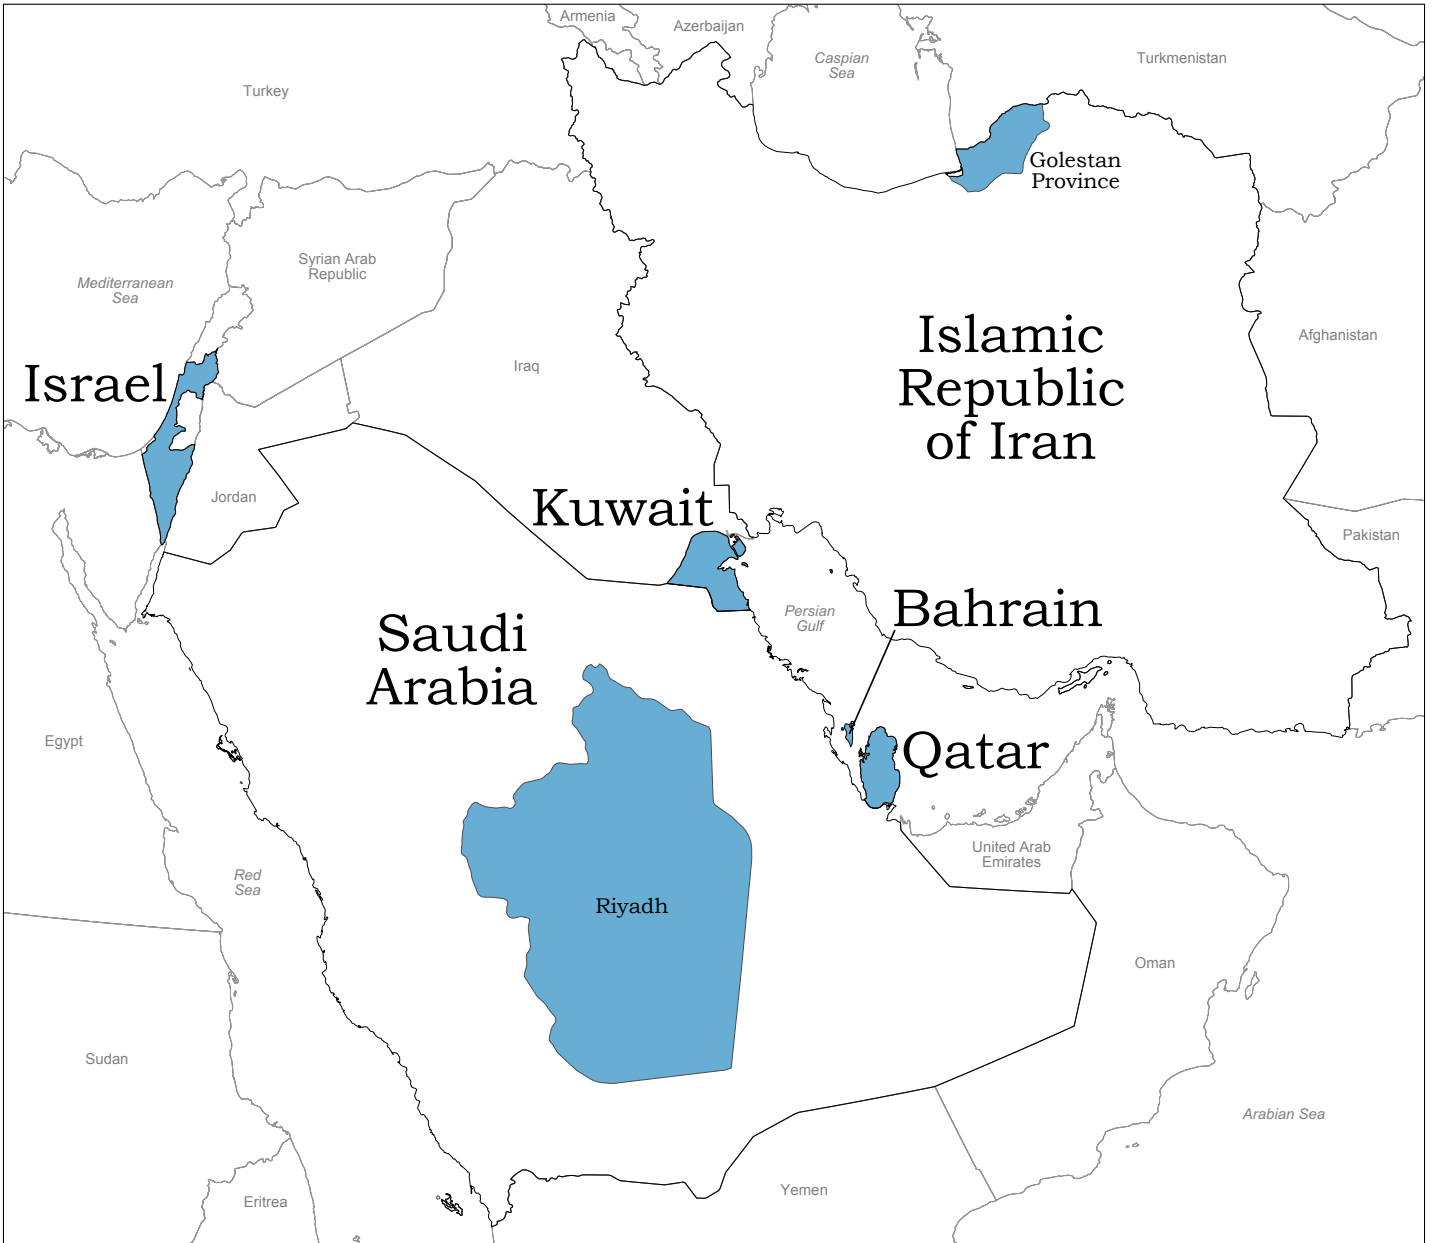 Armenia
Azerbaijan
Caspian
Sea
Turkmenistan
Turkey
Golestan
Province
Syrian Arab
Republic
Mediterranean
Sea
Islamic
Republic
of Iran
Afghanistan
Iraq
Israel
Jordan
Kuwait
Pakistan
Bahrain
Persian
Gulf
Saudi
Arabia
Egypt
Qatar
United Arab
Emirates
Red
Sea
Riyadh
Oman
Sudan
Arabian Sea
Eritrea
Yemen